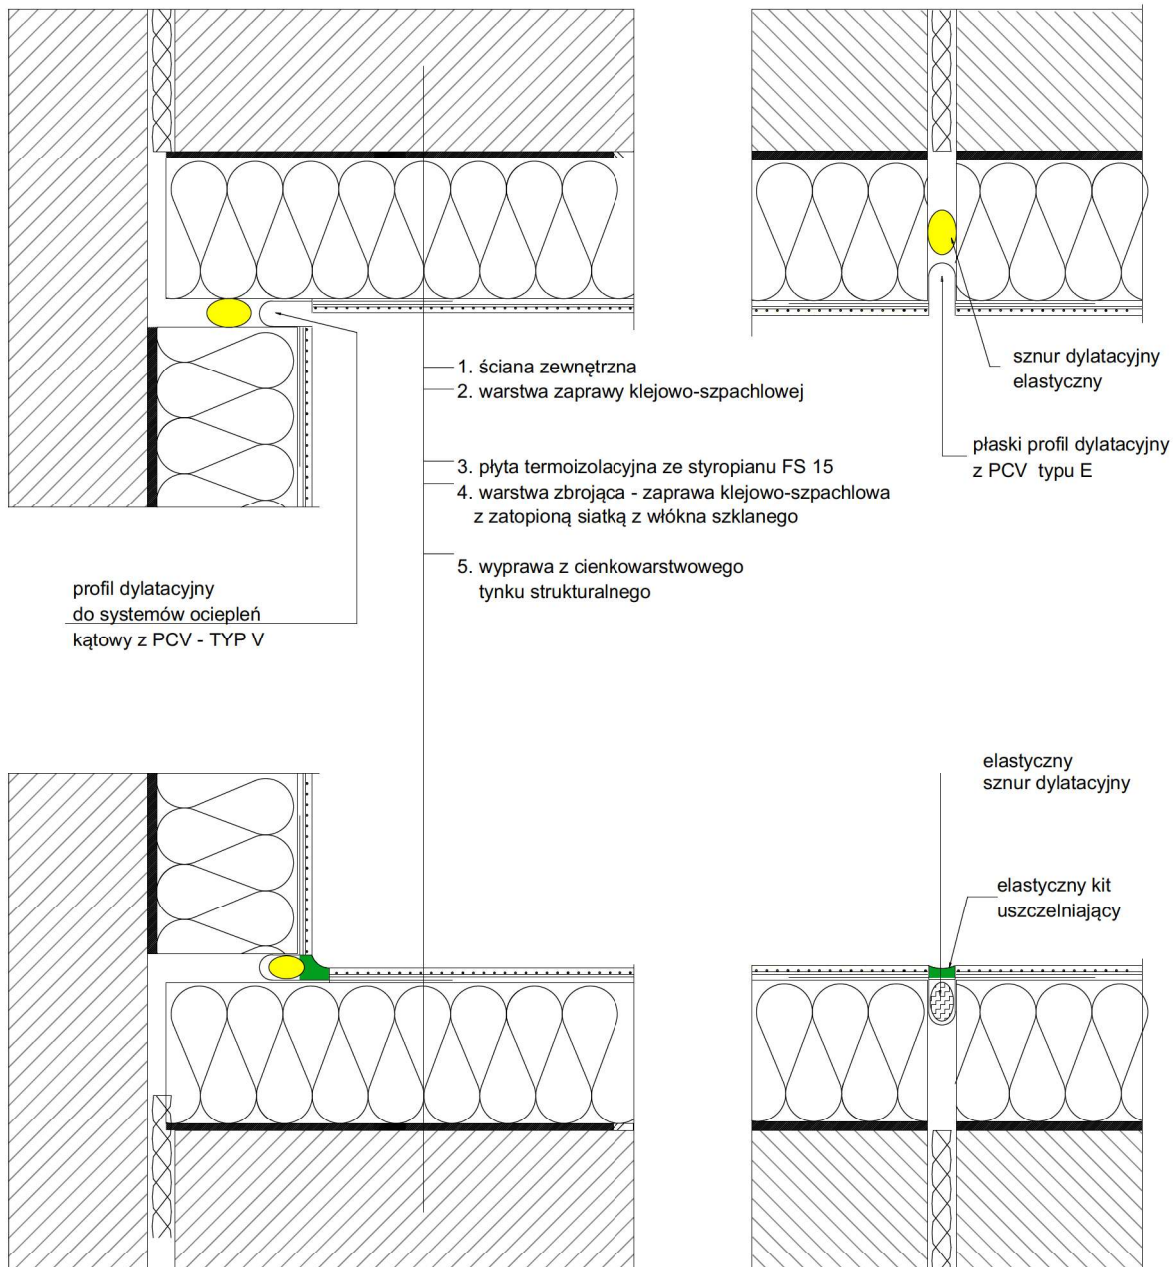 1. ściana zewnętrzna
2. warstwa zaprawy klejowo-szpachlowej
3. płyta termoizolacyjna ze styropianu FS 15
4. warstwa zbrojąca - zaprawa klejowo-szpachlowa
z zatopioną siatką z włókna szklanego
5. wyprawa z cienkowarstwowego
tynku strukturalnego
sznur dylatacyjny
elastyczny
płaski profil dylatacyjny
z PCV typu E
profil dylatacyjny
do systemów ociepleń
kątowy z PCV - TYP V
elastyczny
sznur dylatacyjny
elastyczny kit
uszczelniający